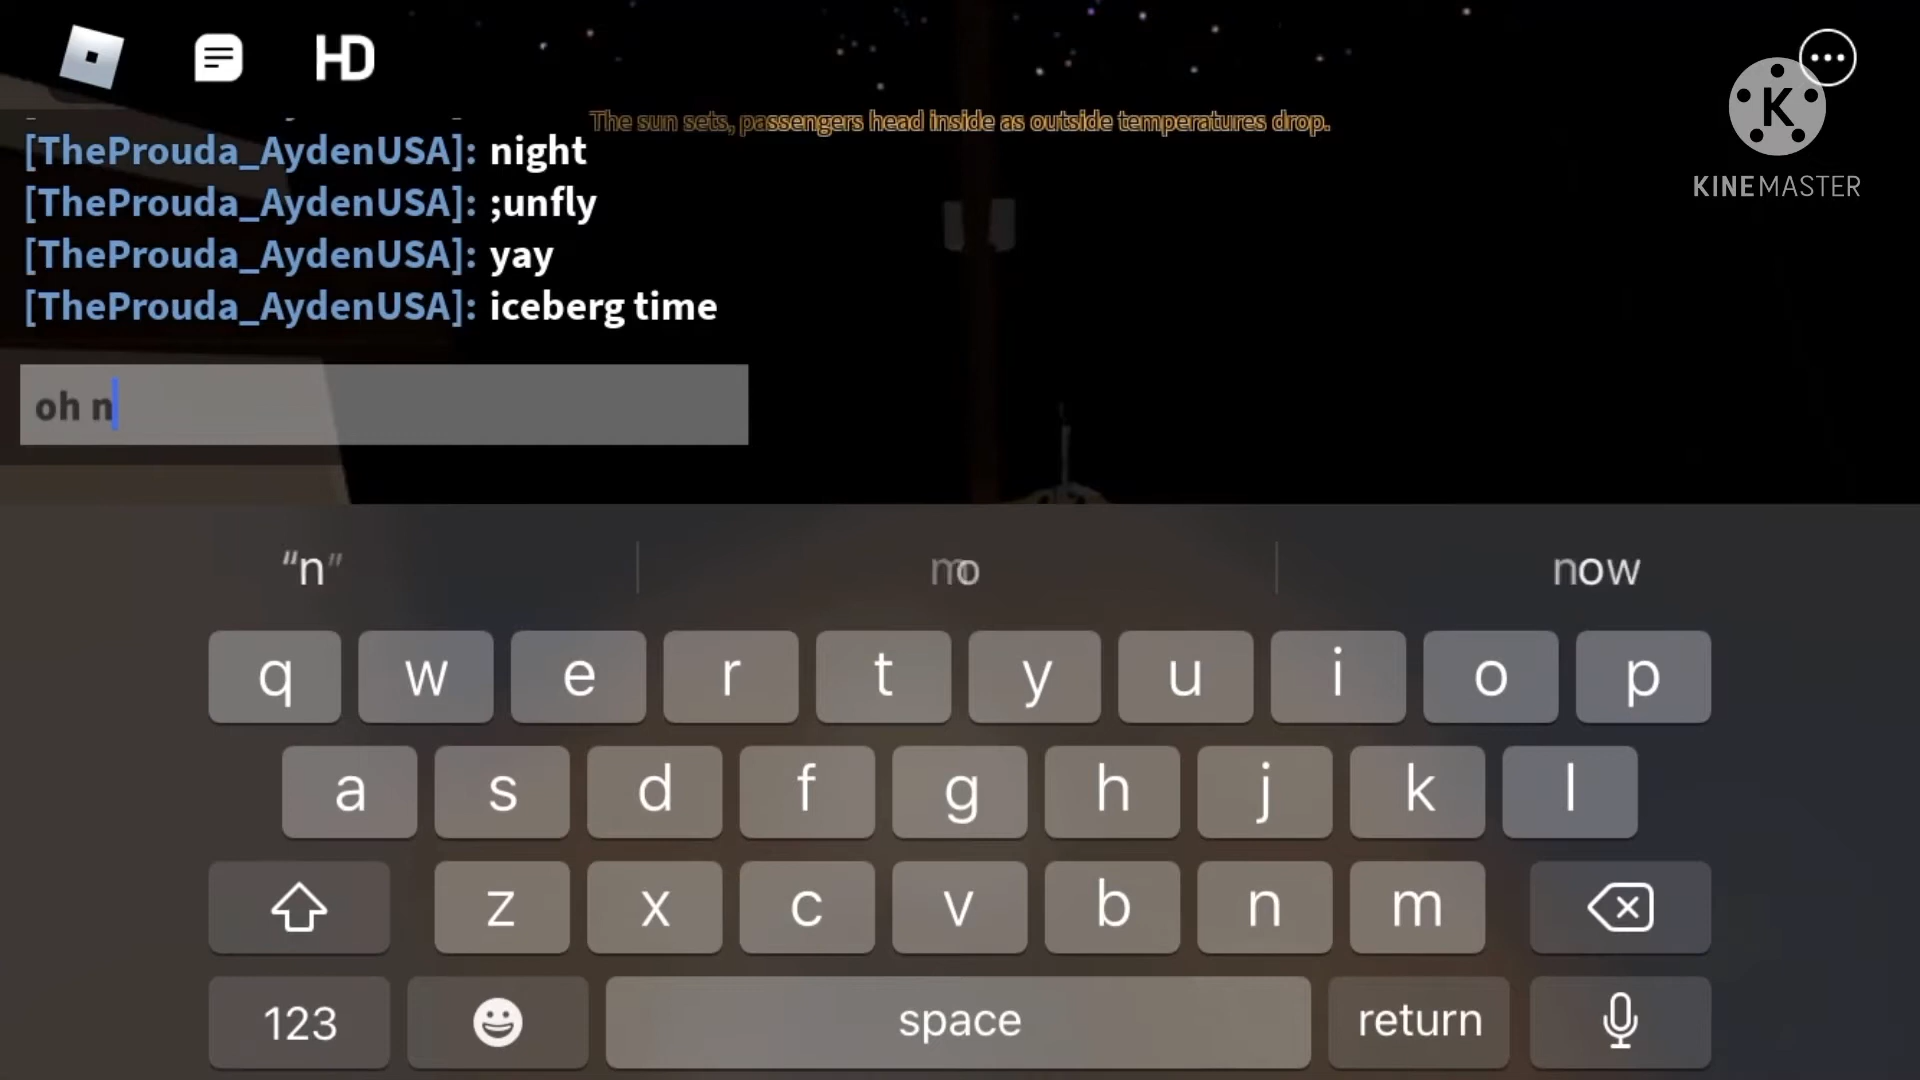 HD
The sun sets, passengers head inside as outside temperatures drop.
K
KINEMASTER
[TheProuda_AydenUSA]: night
[TheProuda_AydenUSA]: ;unfly
[TheProuda_AydenUSA]: yay
[TheProuda_AydenUSA]: iceberg time
oh n
“n” now
q w e r t y u i o p
a s d f g h j k l
z x c v b n m
123 space return